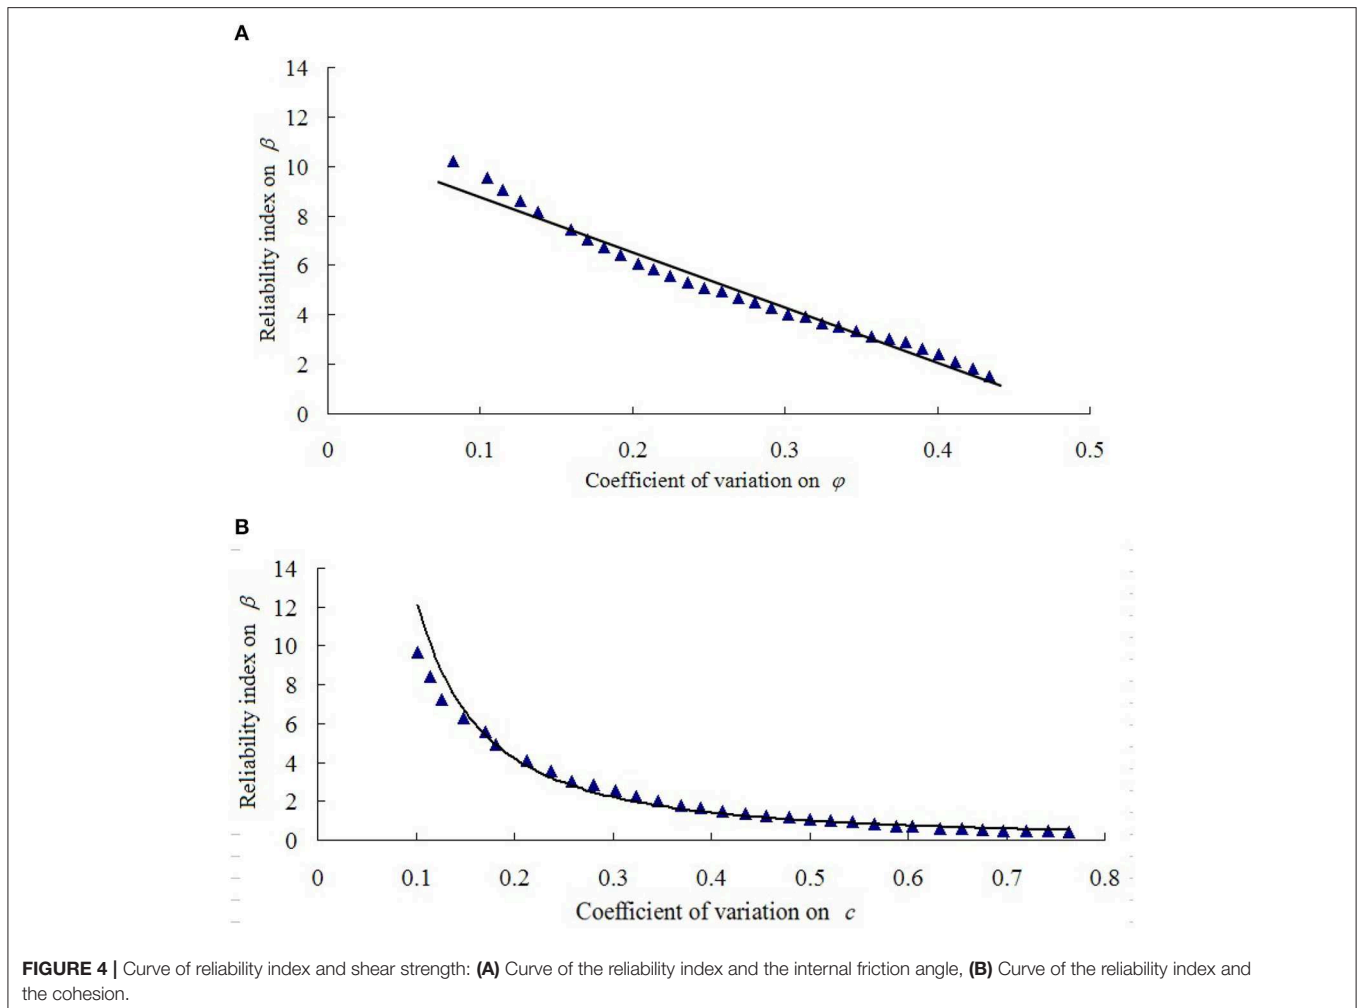 A
14
12
10
8
6
4
2
0
Reliability index on β
0 0.1 0.2 0.3 0.4 0.5
Coefficient of variation on φ
B
14
12
10
8
6
4
2
0
Reliability index on β
0 0.1 0.2 0.3 0.4 0.5 0.6 0.7 0.8
Coefficient of variation on c
FIGURE 4 | Curve of reliability index and shear strength: (A) Curve of the reliability index and the internal friction angle, (B) Curve of the reliability index and
the cohesion.